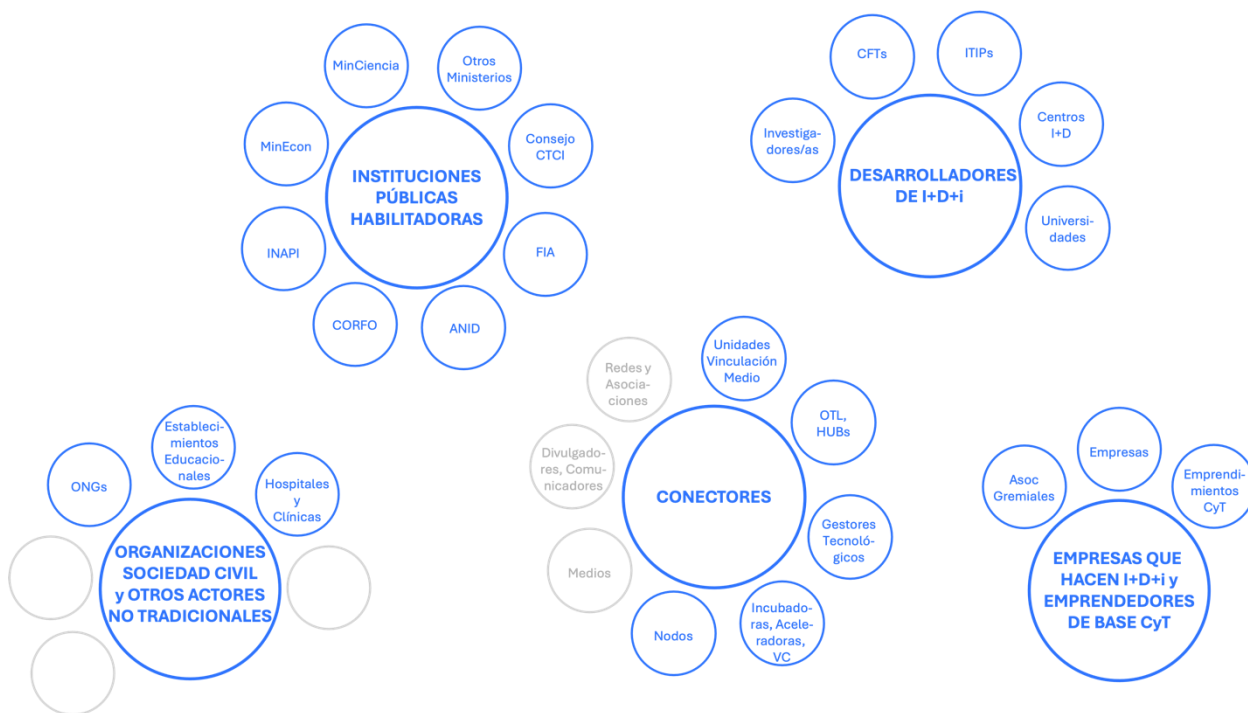 MinCiencia
Otros
Ministerios
MinEcon
Consejo
CTCI
INSTITUCIONES
PÚBLICAS
HABILITADORAS
INAPI
FIA
CORFO
ANID
CFTs
ITIPs
Investiga-
dores/as
Centros
I+D
DESARROLLADORES
DE I+D+i
Universi-
dades
Redes y
Asocia-
ciones
Unidades
Vinculación
Medio
OTL,
HUBs
Divulgado-
res, Comu-
nicadores
CONECTORES
Gestores
Tecnoló-
gicos
Medios
Nodos
Incubado-
ras, Acele-
radoras,
VC
ONGs
Estableci-
mientos
Educacio-
nales
Hospitales
y
Clínicas
ORGANIZACIONES
SOCIEDAD CIVIL
y OTROS ACTORES
NO TRADICIONALES
Asoc
Gremiales
Empresas
Emprendi-
mientos
CyT
EMPRESAS QUE
HACEN I+D+i y
EMPRENDEDORES
DE BASE CyT